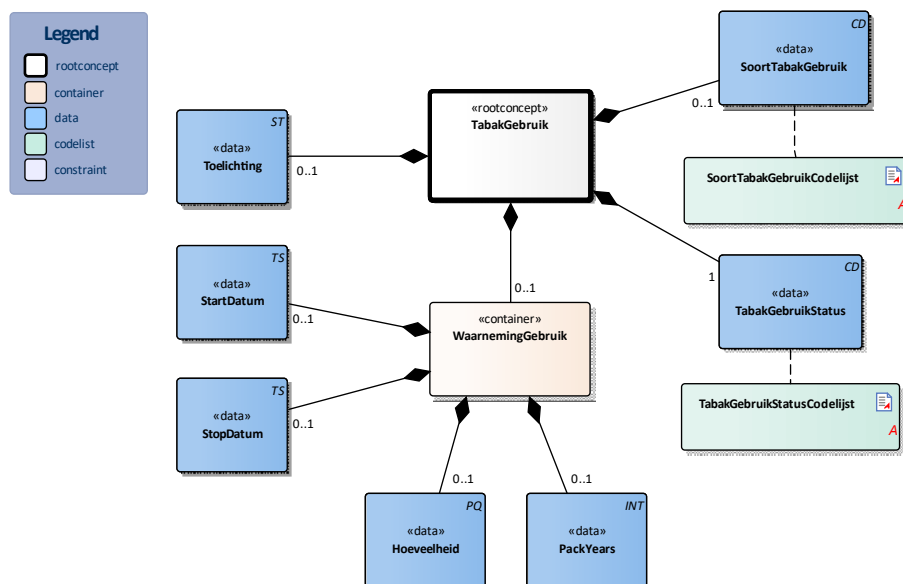 Legend
rootconcept
container
data
codelist
constraint
CD
«data»
SoortTabakGebruik
0..1
«rootconcept»
TabakGebruik
ST
«data»
Toelichting
0..1
SoortTabakGebruikCodelijst
A
TS
«data»
StartDatum
0..1
CD
«data»
TabakGebruikStatus
1
0..1
«container»
WaarnemingGebruik
TS
«data»
StopDatum
0..1
TabakGebruikStatusCodelijst
A
0..1
0..1
PQ
«data»
Hoeveelheid
INT
«data»
PackYears